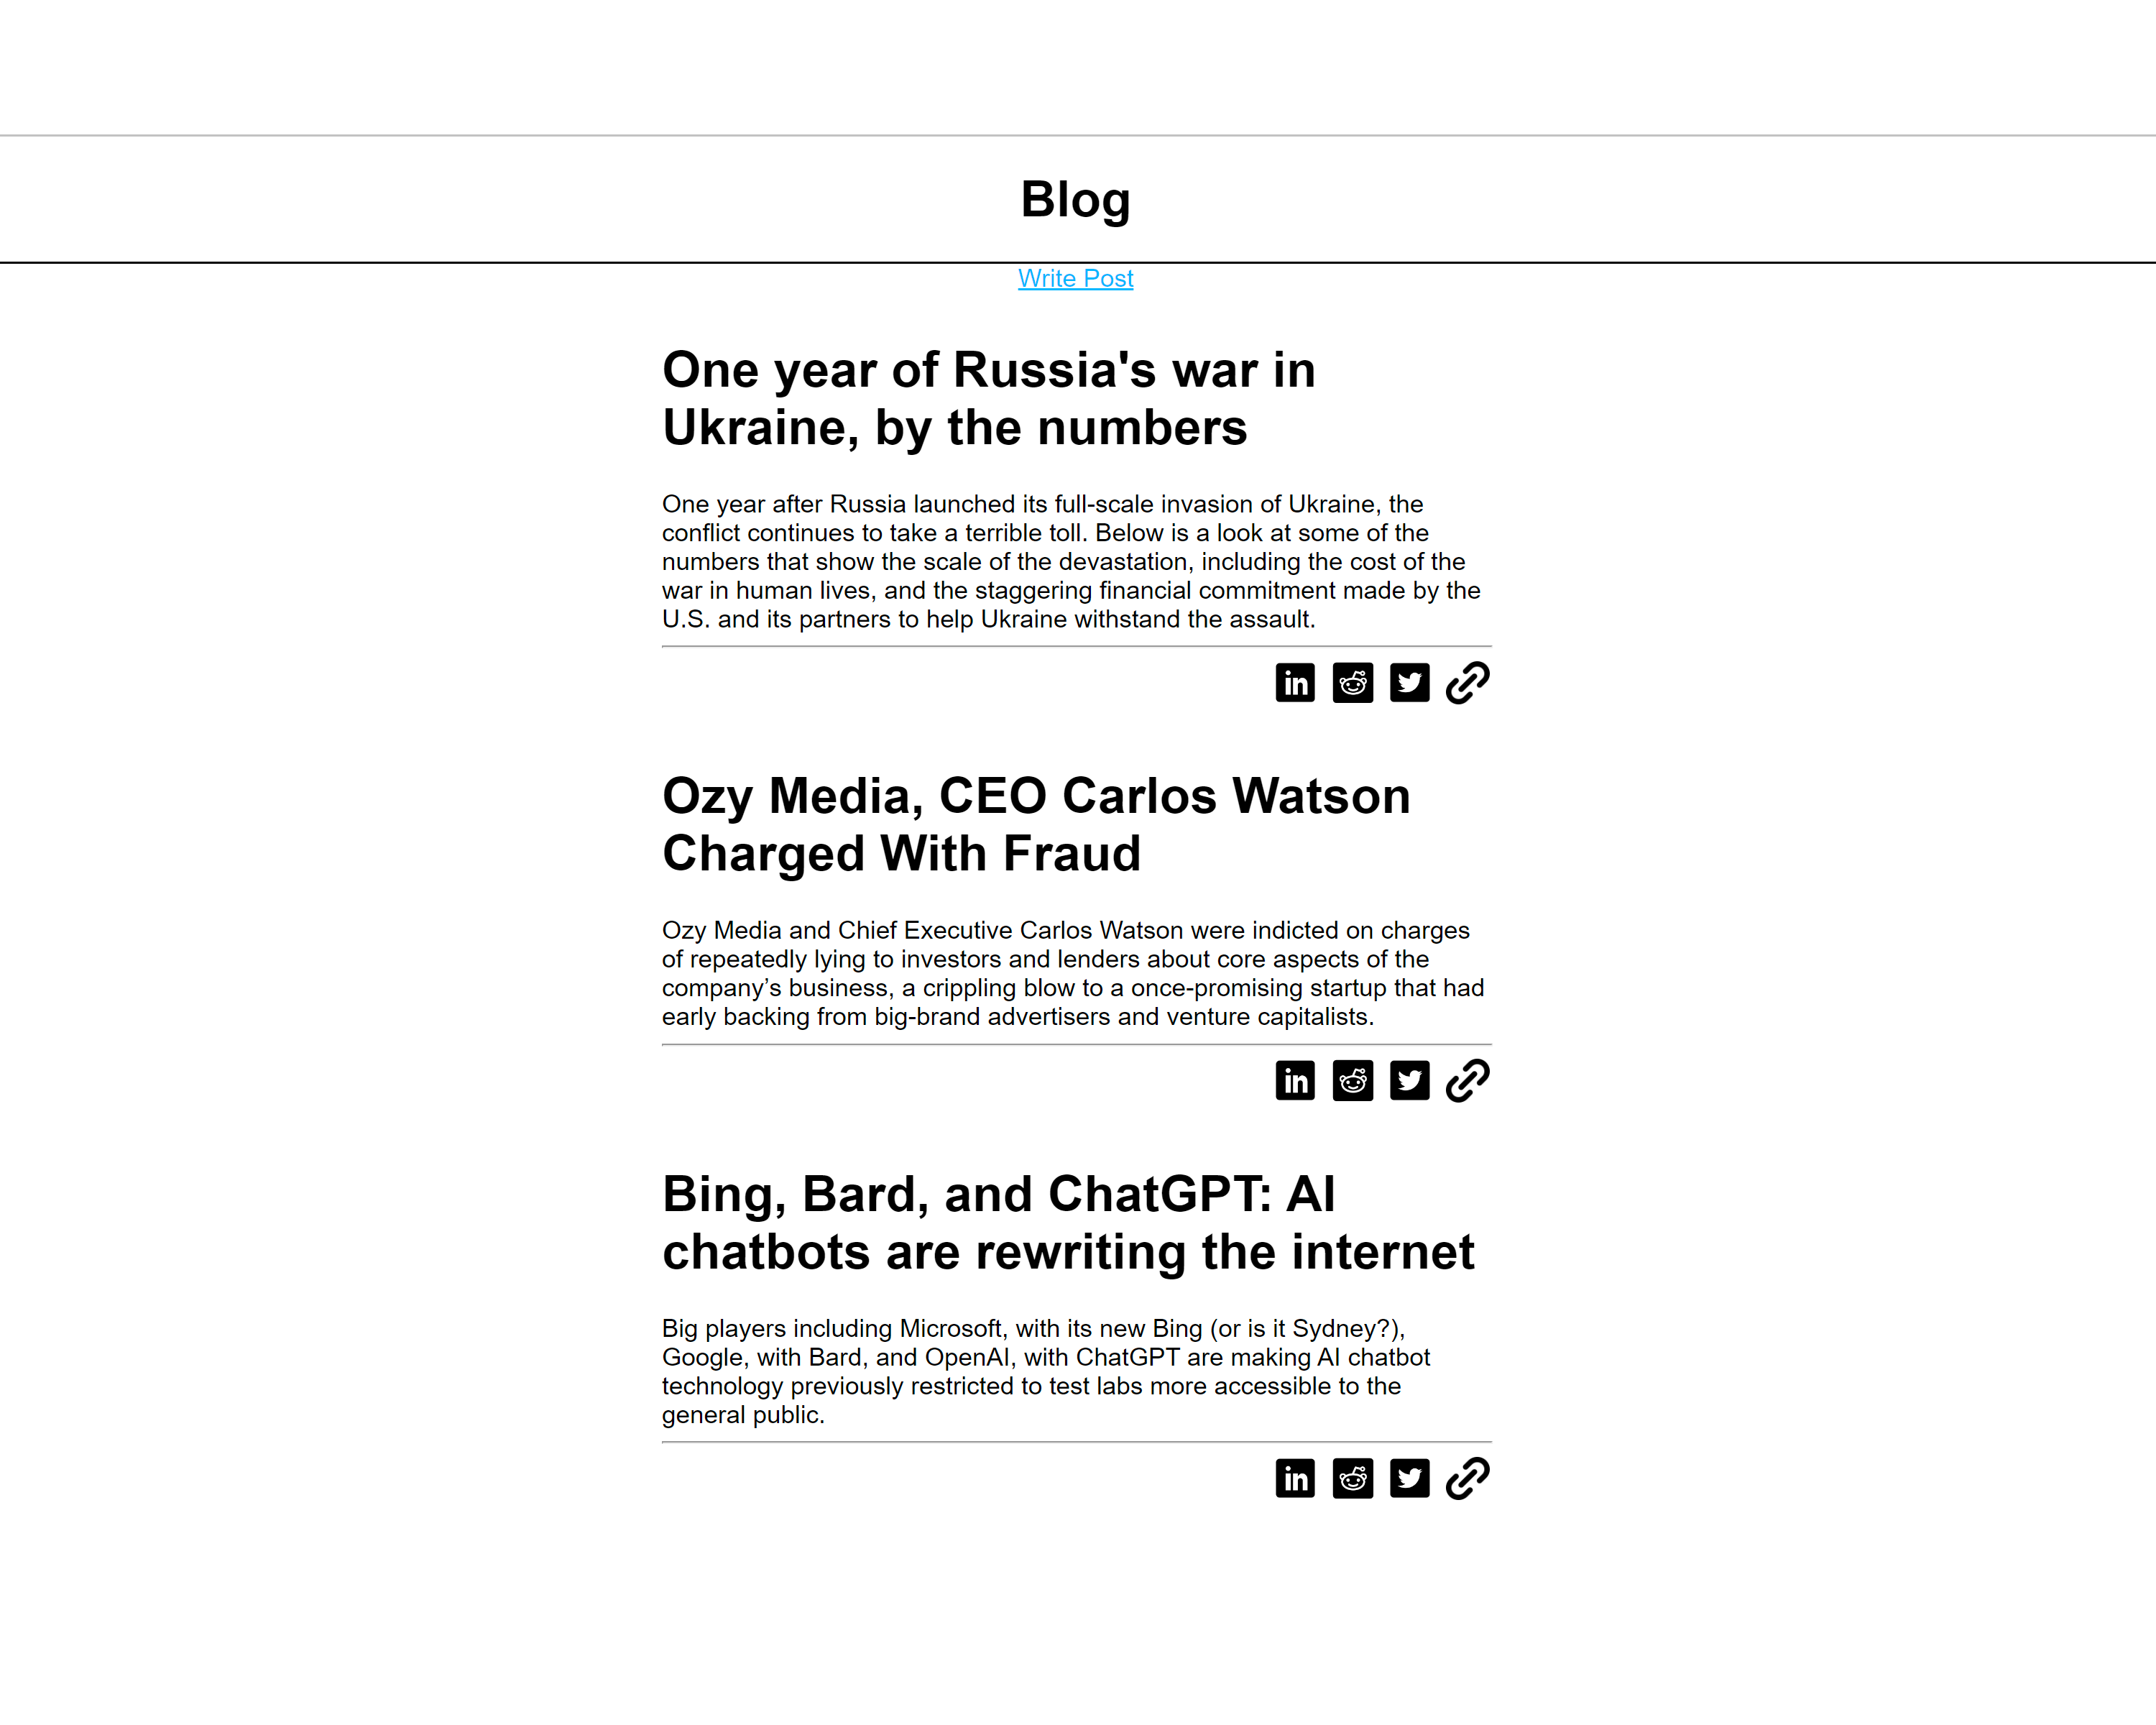 Blog
Write Post
One year of Russia's war in
Ukraine, by the numbers
One year after Russia launched its full-scale invasion of Ukraine, the
conflict continues to take a terrible toll. Below is a look at some of the
numbers that show the scale of the devastation, including the cost of the
war in human lives, and the staggering financial commitment made by the
U.S. and its partners to help Ukraine withstand the assault.
in
Ozy Media, CEO Carlos Watson
Charged With Fraud
Ozy Media and Chief Executive Carlos Watson were indicted on charges
of repeatedly lying to investors and lenders about core aspects of the
company’s business, a crippling blow to a once-promising startup that had
early backing from big-brand advertisers and venture capitalists.
in
Bing, Bard, and ChatGPT: AI
chatbots are rewriting the internet
Big players including Microsoft, with its new Bing (or is it Sydney?),
Google, with Bard, and OpenAI, with ChatGPT are making AI chatbot
technology previously restricted to test labs more accessible to the
general public.
in